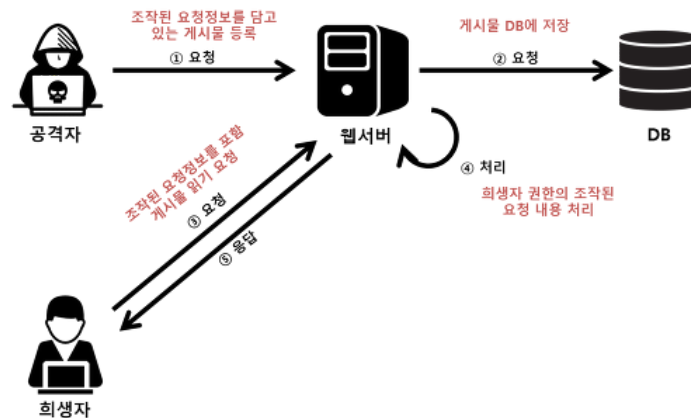 조작된 요청정보를 담고
있는 게시물 등록
① 요청
게시물 DB에 저장
② 요청
공격자
웹서버
DB
조작된 요청정보를 포함
게시물 읽기 요청
③ 요청
④ 처리
희생자 권한의 조작된
요청 내용 처리
⑤ 응답
희생자